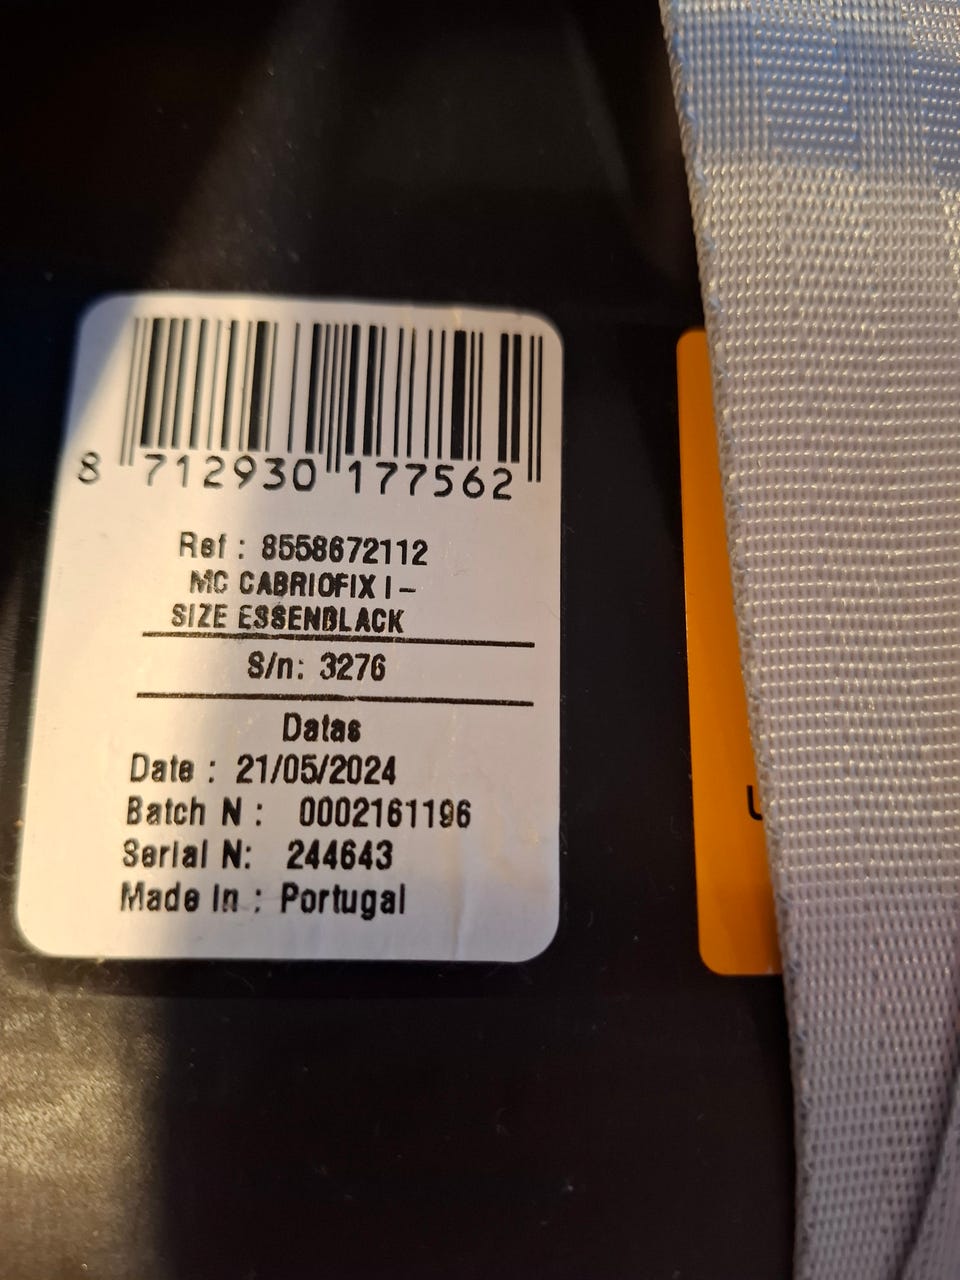 8 712930 177562
Ref : 8558672112
MC CABRIOFIX I-
SIZE ESSENBLACK
S/n: 3276
Datas
Date : 21/05/2024
Batch N : 0002161196
Serial N: 244643
Made In : Portugal